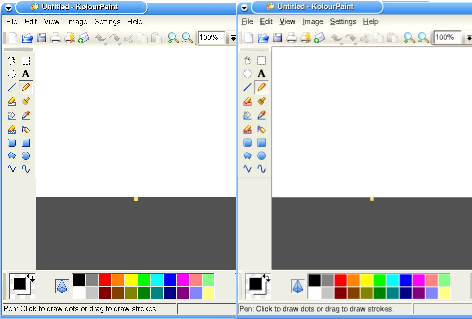 Untitled - KolourPaint
File Edit View Image Settings Help
100%
A
Pen: Click to draw dots or drag to draw strokes.
Untitled - KolourPaint
File Edit View Image Settings Help
100%
A
Pen: Click to draw dots or drag to draw strokes.